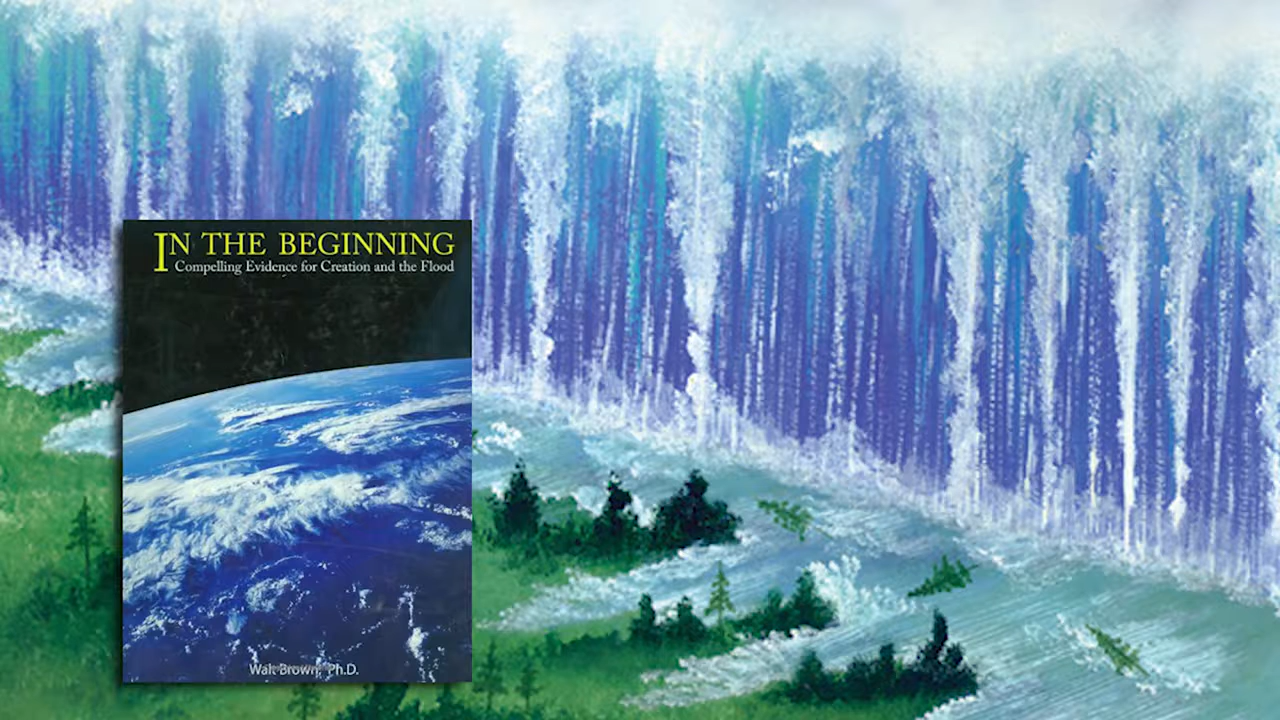 IN THE BEGINNING
Compelling Evidence for Creation and the Flood
Walt Brown, Ph.D.